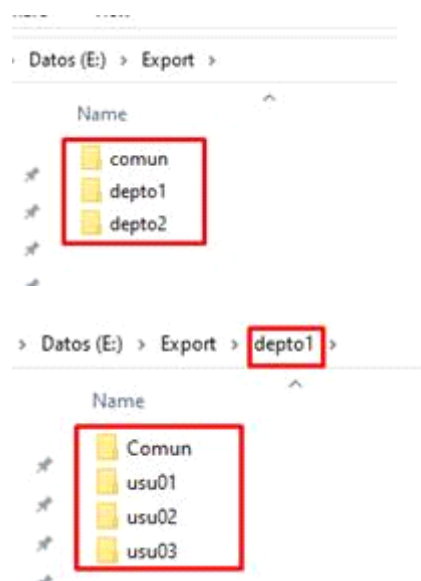 Datos (E:) > Export >
Name
comun
depto1
depto2
> Datos (E:) > Export > depto1 >
Name
Comun
usu01
usu02
usu03